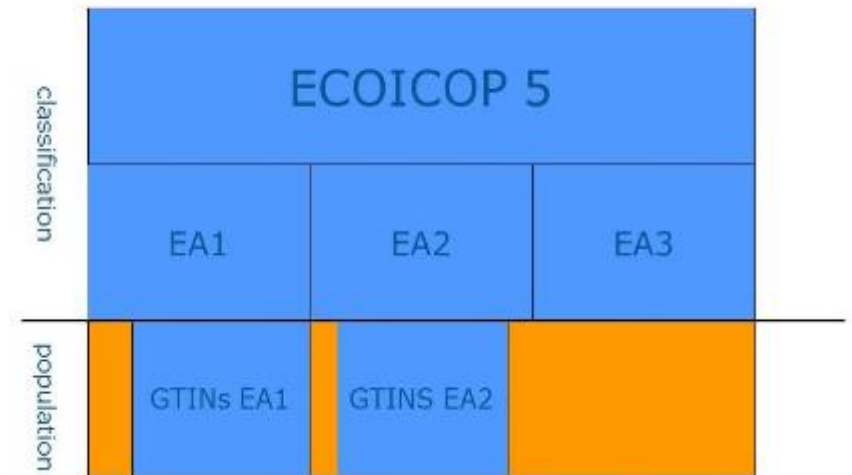 classification
ECOICOP 5
EA1
EA2
EA3
population
GTINs EA1
GTINS EA2